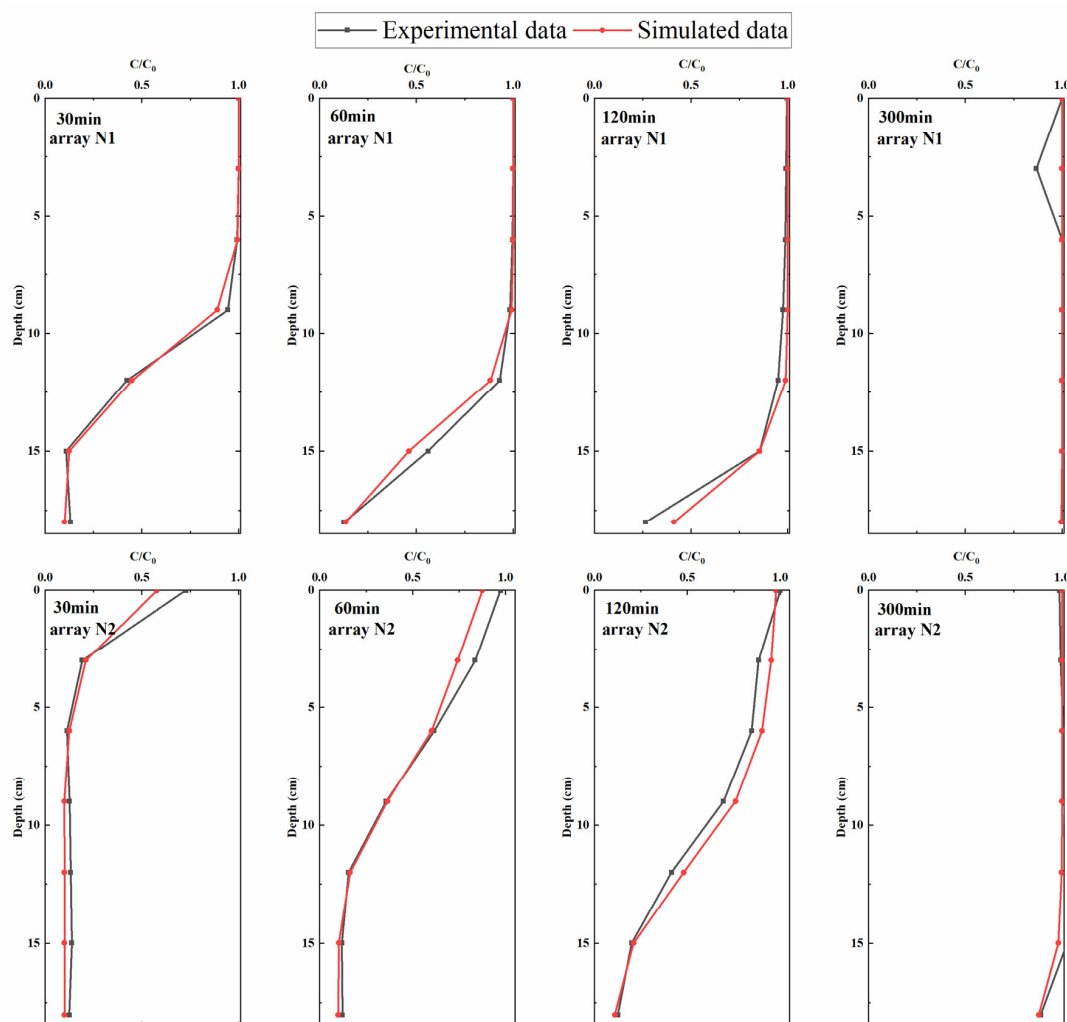 Experimental data Simulated data
C/C0 C/C0 C/C0 C/C0
0.0 0.5 1.0 0.0 0.5 1.0 0.0 0.5 1.0 0.0 0.5 1.0
0 0 0 0
30min 60min 120min 300min
array N1 array N1 array N1 array N1
5 5 5 5
Depth (cm) Depth (cm) Depth (cm) Depth (cm)
10 10 10 10
15 15 15 15
C/C0 C/C0 C/C0 C/C0
0.0 0.5 1.0 0.0 0.5 1.0 0.0 0.5 1.0 0.0 0.5 1.0
0 0 0 0
30min 60min 120min 300min
array N2 array N2 array N2 array N2
5 5 5 5
Depth (cm) Depth (cm) Depth (cm) Depth (cm)
10 10 10 10
15 15 15 15